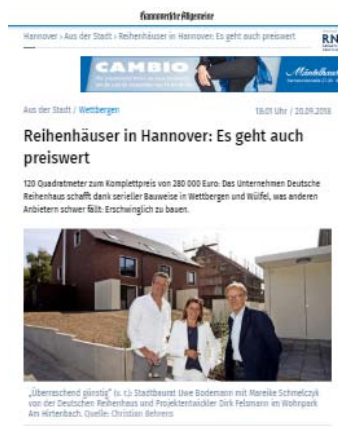 Hannoversche Allgemeine
Hannover › Aus der Stadt › Reihenhäuser in Hannover: Es geht auch preiswert
RN
CAMBIO
Mäntelhaus
Aus der Stadt / Wettbergen
18:01 Uhr / 20.09.2018
Reihenhäuser in Hannover: Es geht auch
preiswert
120 Quadratmeter zum Komplettpreis von 280 000 Euro: Das Unternehmen Deutsche
Reihenhaus schafft dank serieller Bauweise in Wettbergen und Wülfel, was anderen
Anbietern schwer fällt: Erschwinglich zu bauen.
„Überraschend günstig“ (v. r.): Stadtbaurat Uwe Bodemann mit Mareike Schmelczyk
von der Deutschen Reihenhaus und Projektentwickler Dirk Felsmann im Wohnpark
Am Hirtenbach. Quelle: Christian Behrens